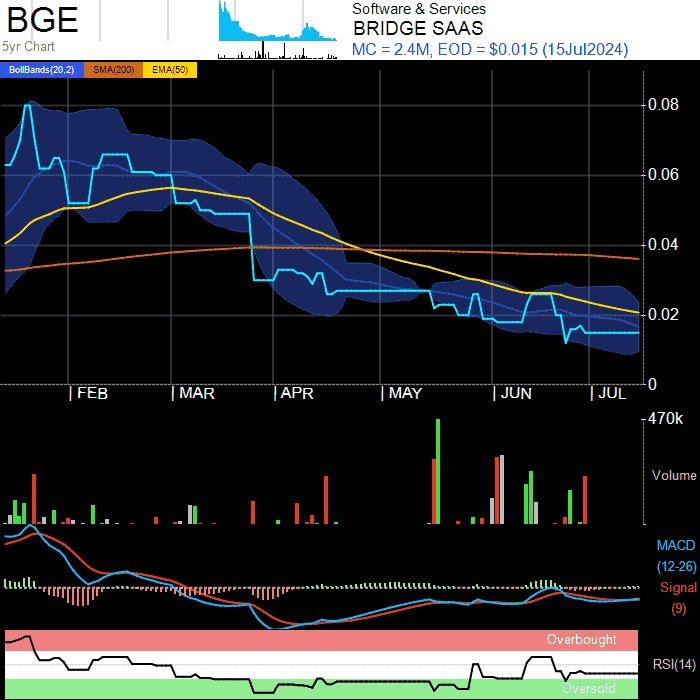 BGE
5yr Chart
Software & Services
BRIDGE SAAS
MC = 2.4M, EOD = $0.015 (15Jul2024)
BollBands(20,2) SMA(200) EMA(50)
0.08
0.06
0.04
0.02
0
FEB MAR APR MAY JUN JUL
470k
Volume
MACD
(12-26)
Signal
(9)
Overbought
RSI(14)
Oversold